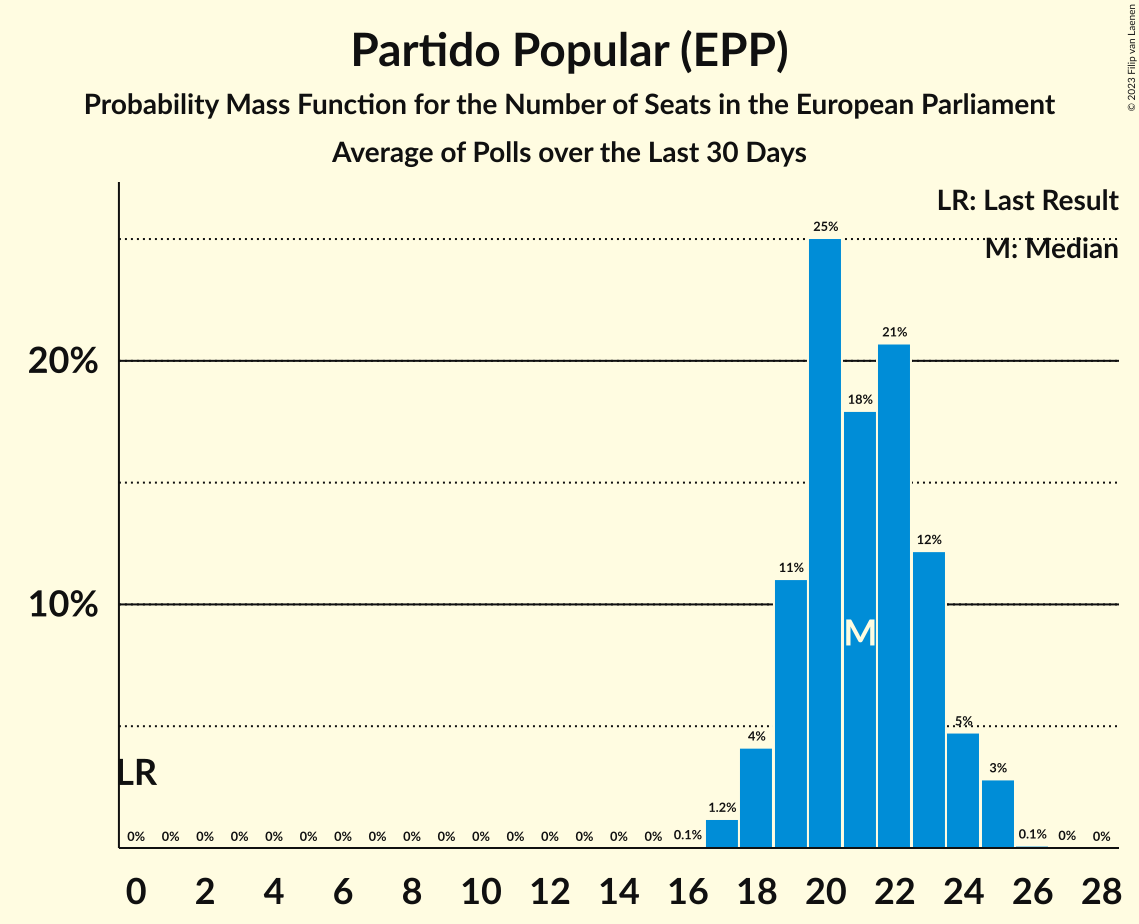 Partido Popular (EPP)
Probability Mass Function for the Number of Seats in the European Parliament
Average of Polls over the Last 30 Days
© 2023 Filip van Laenen
LR: Last Result
M: Median
25%
21%
20%
18%
12%
11%
10%
M
5%
4%
3%
LR
1.2%
0% 0% 0% 0% 0% 0% 0% 0% 0% 0% 0% 0% 0% 0% 0% 0% 0.1% 0.1% 0% 0%
0 2 4 6 8 10 12 14 16 18 20 22 24 26 28